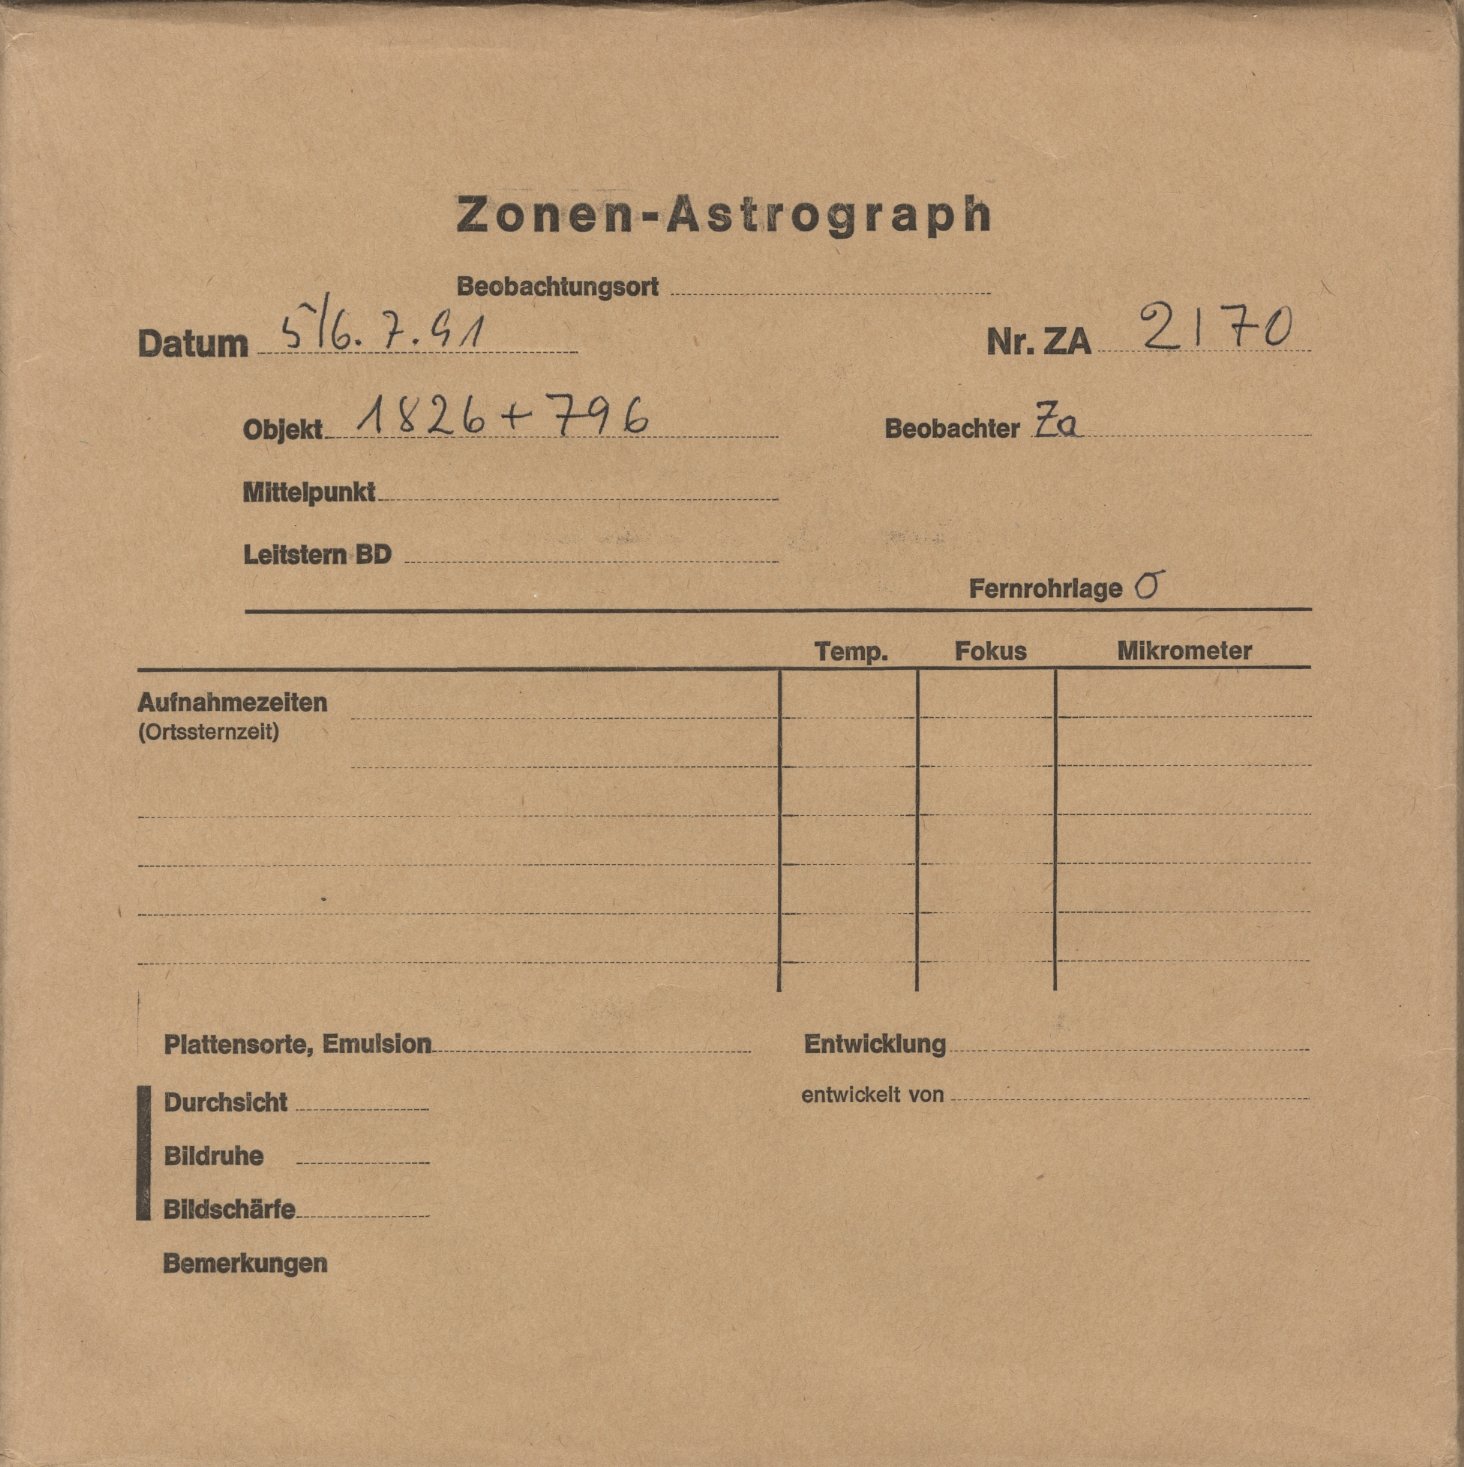 Zonen-Astrograph
Beobachtungsort
Datum 5/6. 7. 91
Nr. ZA 2170
Objekt 1826+796
Beobachter Za
Mittelpunkt
Leitstern BD
Fernrohrlage O
Temp. Fokus Mikrometer
Aufnahmezeiten
(Ortssternzeit)
Plattensorte, Emulsion
Entwicklung
Durchsicht
entwickelt von
Bildruhe
Bildschärfe
Bemerkungen